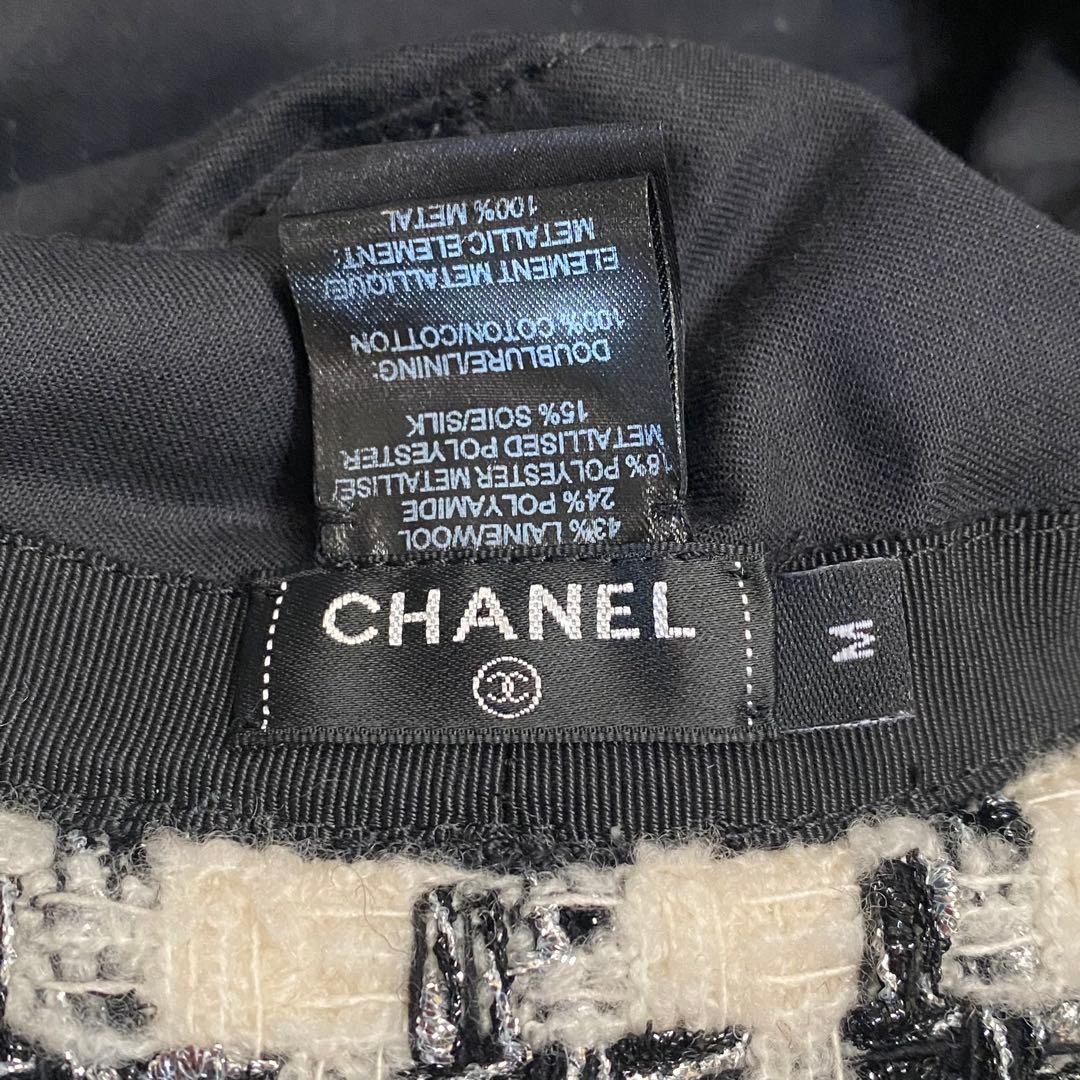 43% LAINE/WOOL
24% POLYAMIDE
18% POLYESTER METALLISE/
METALLISED POLYESTER
15% SOIE/SILK
DOUBLURE/LINING:
100% COTON/COTTON
ELEMENT METALLIQUE/
METALLIC ELEMENT:
100% METAL
CHANEL
M